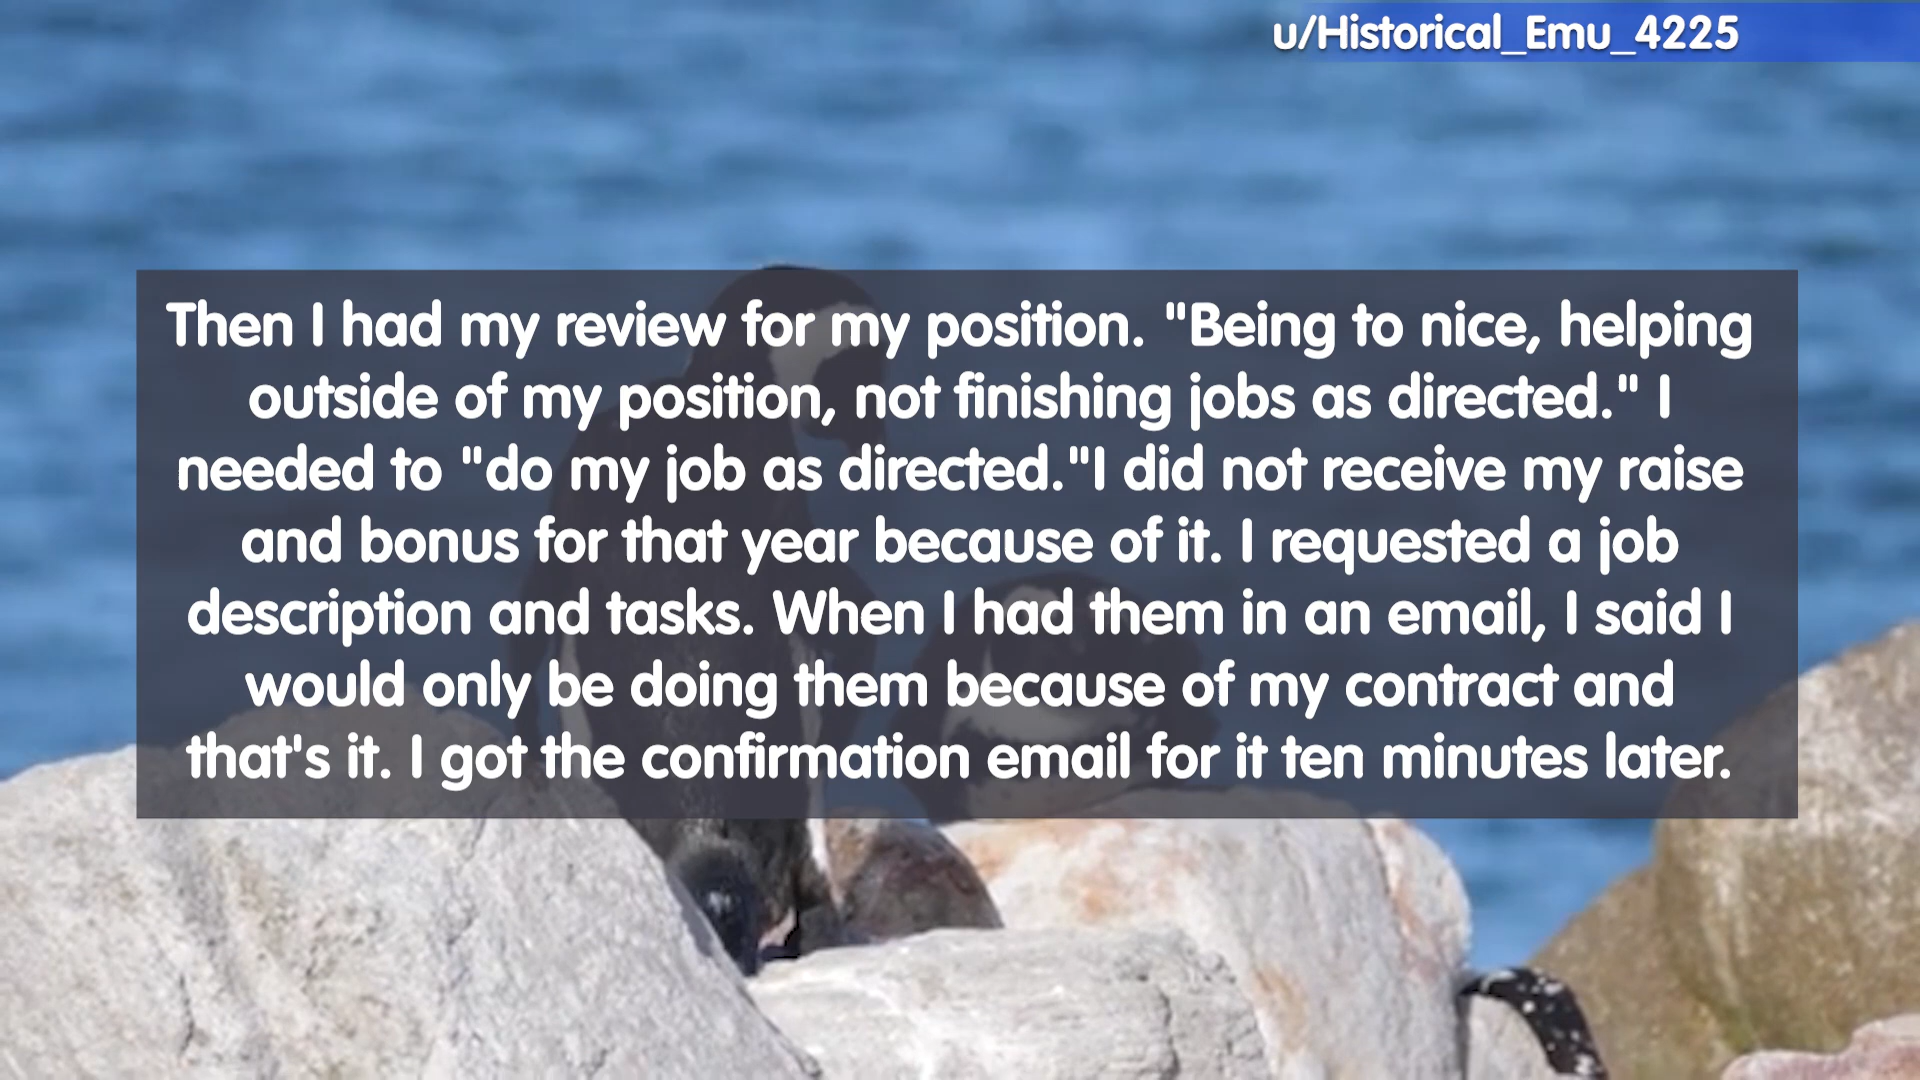 u/Historical_Emu_4225
Then I had my review for my position. "Being to nice, helping
outside of my position, not finishing jobs as directed." I
needed to "do my job as directed."I did not receive my raise
and bonus for that year because of it. I requested a job
description and tasks. When I had them in an email, I said I
would only be doing them because of my contract and
that's it. I got the confirmation email for it ten minutes later.